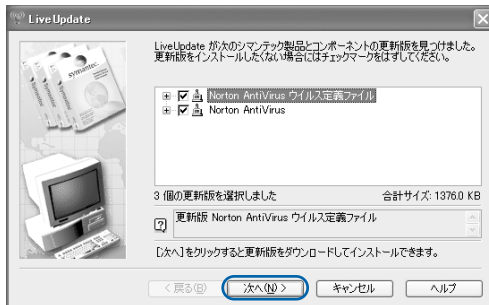 LiveUpdate
symantec
LiveUpdate が次のシマンテック製品とコンポーネントの更新版を見つけました。
更新版をインストールしたくない場合にはチェックマークをはずしてください。
Norton AntiVirus ウイルス定義ファイル
Norton AntiVirus
3 個の更新版を選択しました
合計サイズ: 1376.0 KB
更新版 Norton AntiVirus ウイルス定義ファイル
[次へ]をクリックすると更新版をダウンロードしてインストールできます。
< 戻る(B)
次へ(N) >
キャンセル
ヘルプ